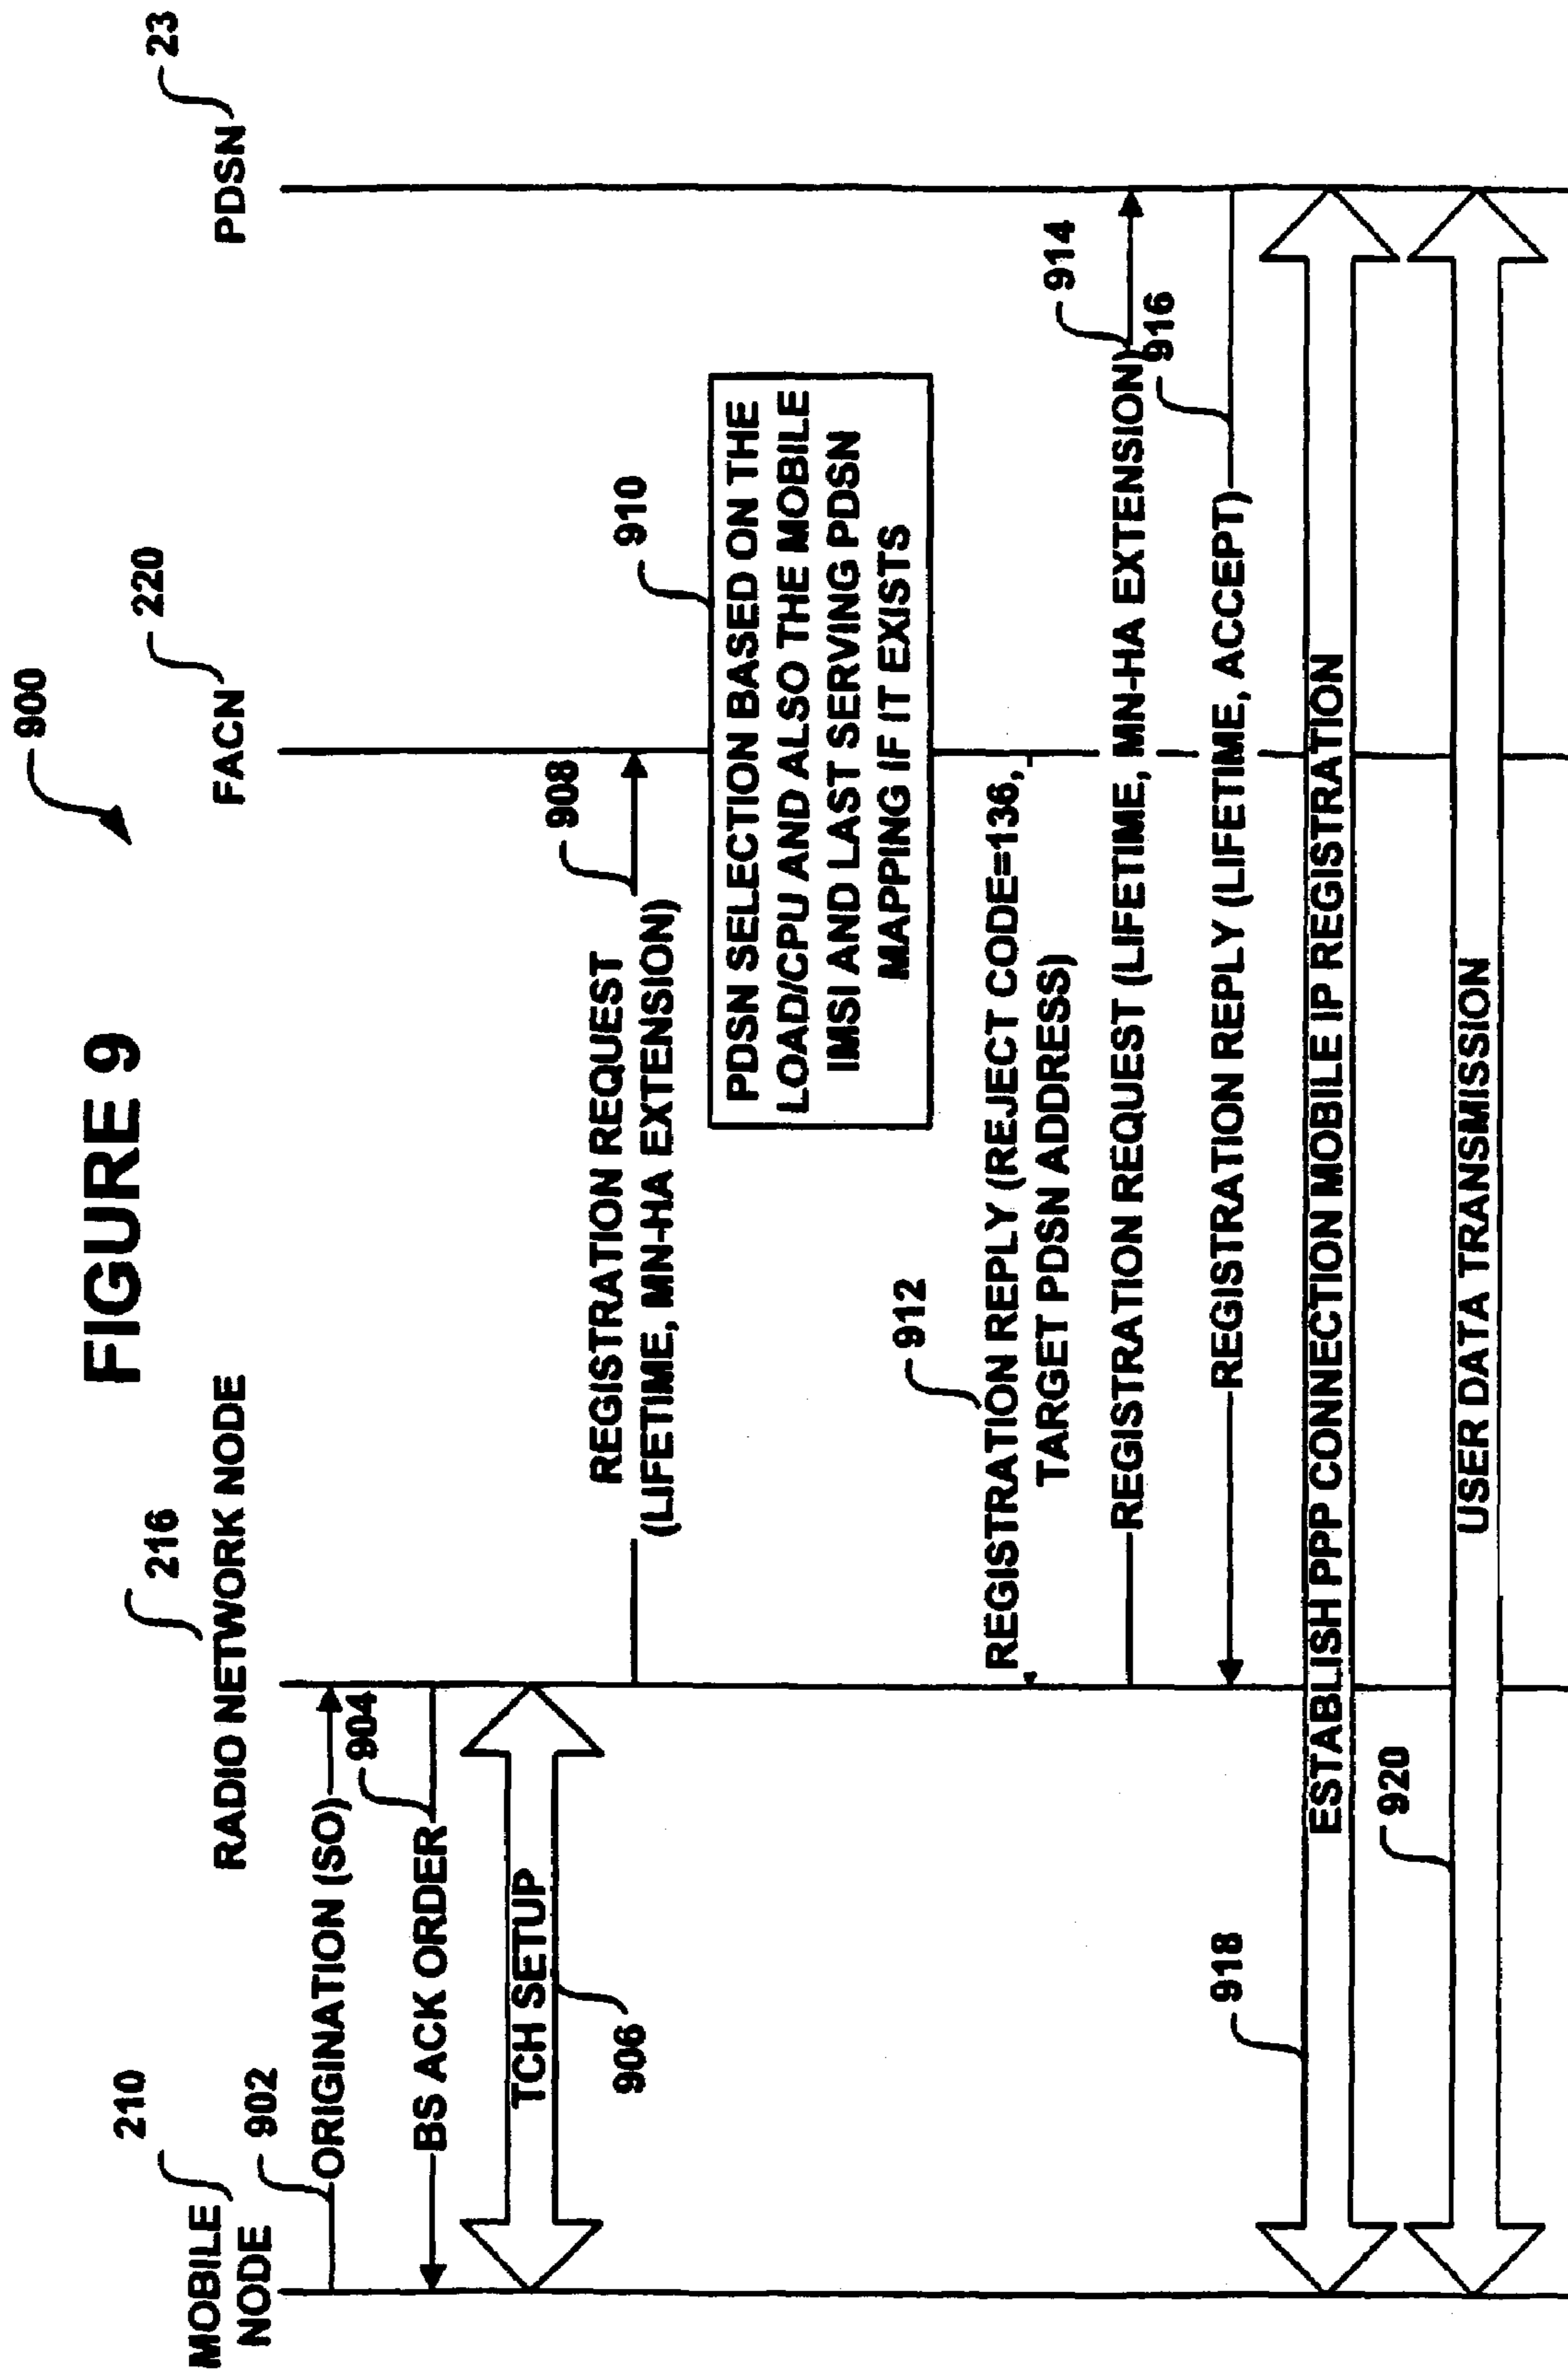 FIGURE 9
900
210
216
220
23
MOBILE
NODE
RADIO NETWORK NODE
FACN
PDSN
902
ORIGINATION (SO)
904
BS ACK ORDER
TCH SETUP
906
908
REGISTRATION REQUEST
(LIFETIME, MN-HA EXTENSION)
910
PDSN SELECTION BASED ON THE
LOAD/CPU AND ALSO THE MOBILE
IMSI AND LAST SERVING PDSN
MAPPING IF IT EXISTS
912
REGISTRATION REPLY (REJECT CODE=136,
TARGET PDSN ADDRESS)
914
REGISTRATION REQUEST (LIFETIME, MN-HA EXTENSION)
916
REGISTRATION REPLY (LIFETIME, ACCEPT)
918
ESTABLISH PPP CONNECTION MOBILE IP REGISTRATION
920
USER DATA TRANSMISSION